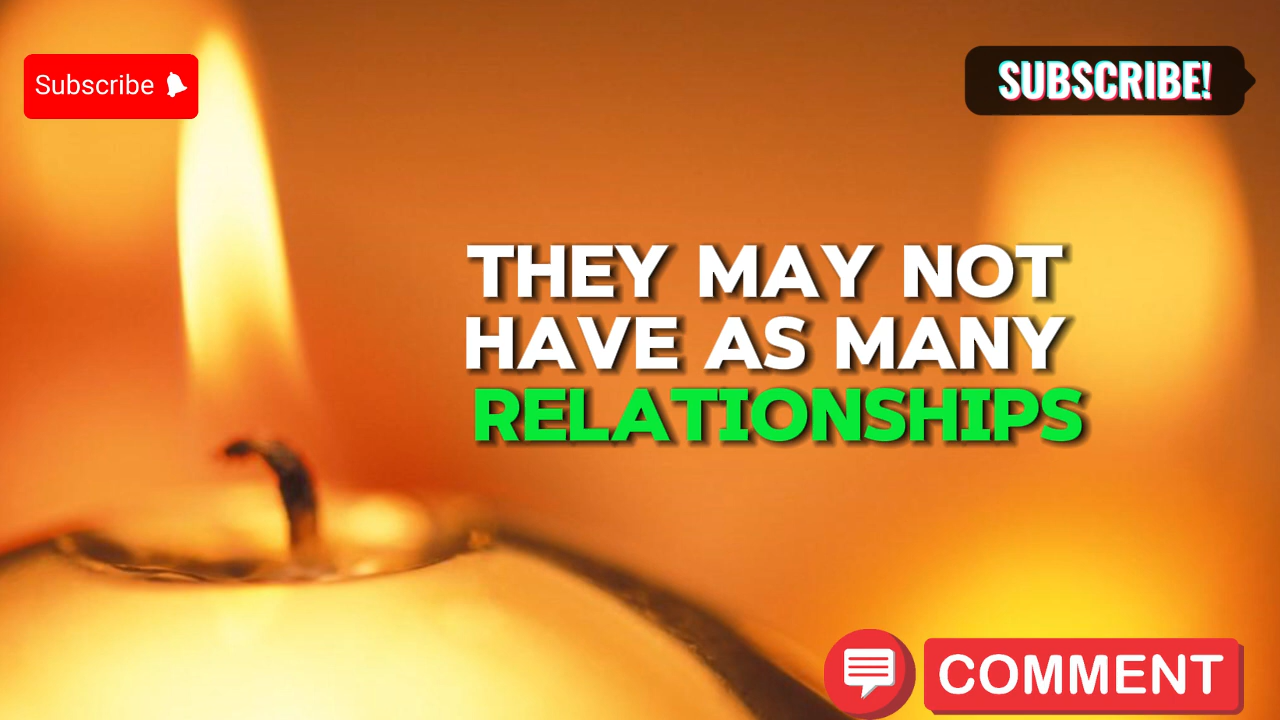 Subscribe
SUBSCRIBE!
THEY MAY NOT
HAVE AS MANY
RELATIONSHIPS
COMMENT